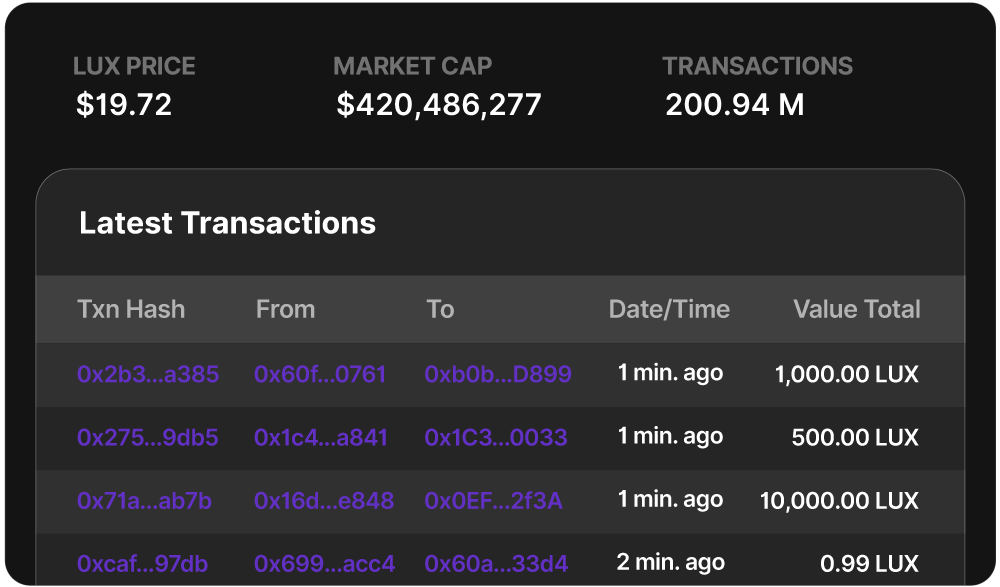 LUX PRICE MARKET CAP TRANSACTIONS
$19.72 $420,486,277 200.94 M
Latest Transactions
Txn Hash From To Date/Time Value Total
0x2b3...a385 0x60f...0761 0xb0b...D899 1 min. ago 1,000.00 LUX
0x275...9db5 0x1c4...a841 0x1C3...0033 1 min. ago 500.00 LUX
0x71a...ab7b 0x16d...e848 0x0EF...2f3A 1 min. ago 10,000.00 LUX
0xcaf...97db 0x699...acc4 0x60a...33d4 2 min. ago 0.99 LUX